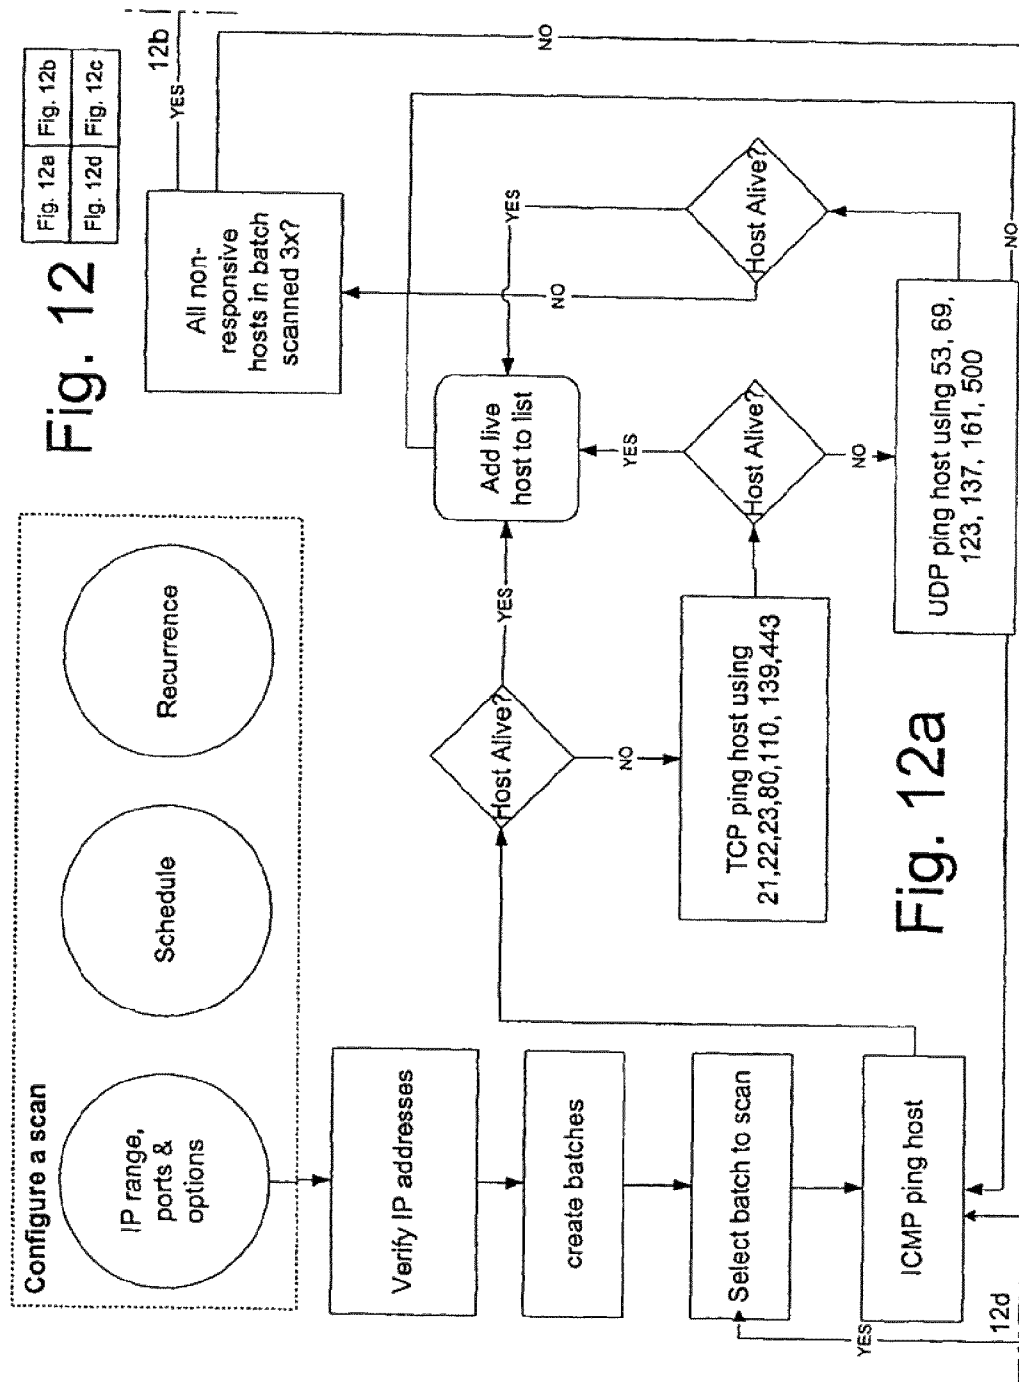 Configure a scan
IP range,
ports &
options
Schedule
Recurrence
Fig. 12
Fig. 12a
Fig. 12b
Fig. 12d
Fig. 12c
Verify IP addresses
create batches
Select batch to scan
ICMP ping host
YES
12d
Host Alive?
YES
NO
TCP ping host using
21,22,23,80,110, 139,443
Add live
host to list
YES
Host Alive?
NO
UDP ping host using 53, 69,
123, 137, 161, 500
YES
Host Alive?
NO
NO
All non-
responsive
hosts in batch
scanned 3x?
YES
12b
NO
Fig. 12a